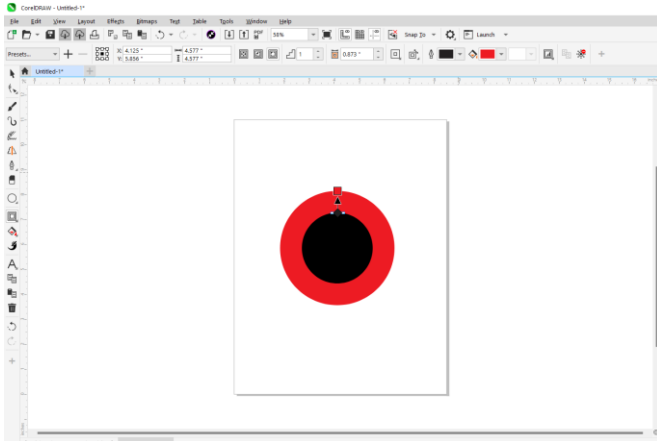 CorelDRAW - Untitled-1*
File Edit View Layout Effects Bitmaps Text Table Tools Window Help
PDF 58% Snap To Launch
Presets... X: 4.125 " 4.577 " 1 0.873 "
Y: 5.856 " 4.577 "
Untitled-1*